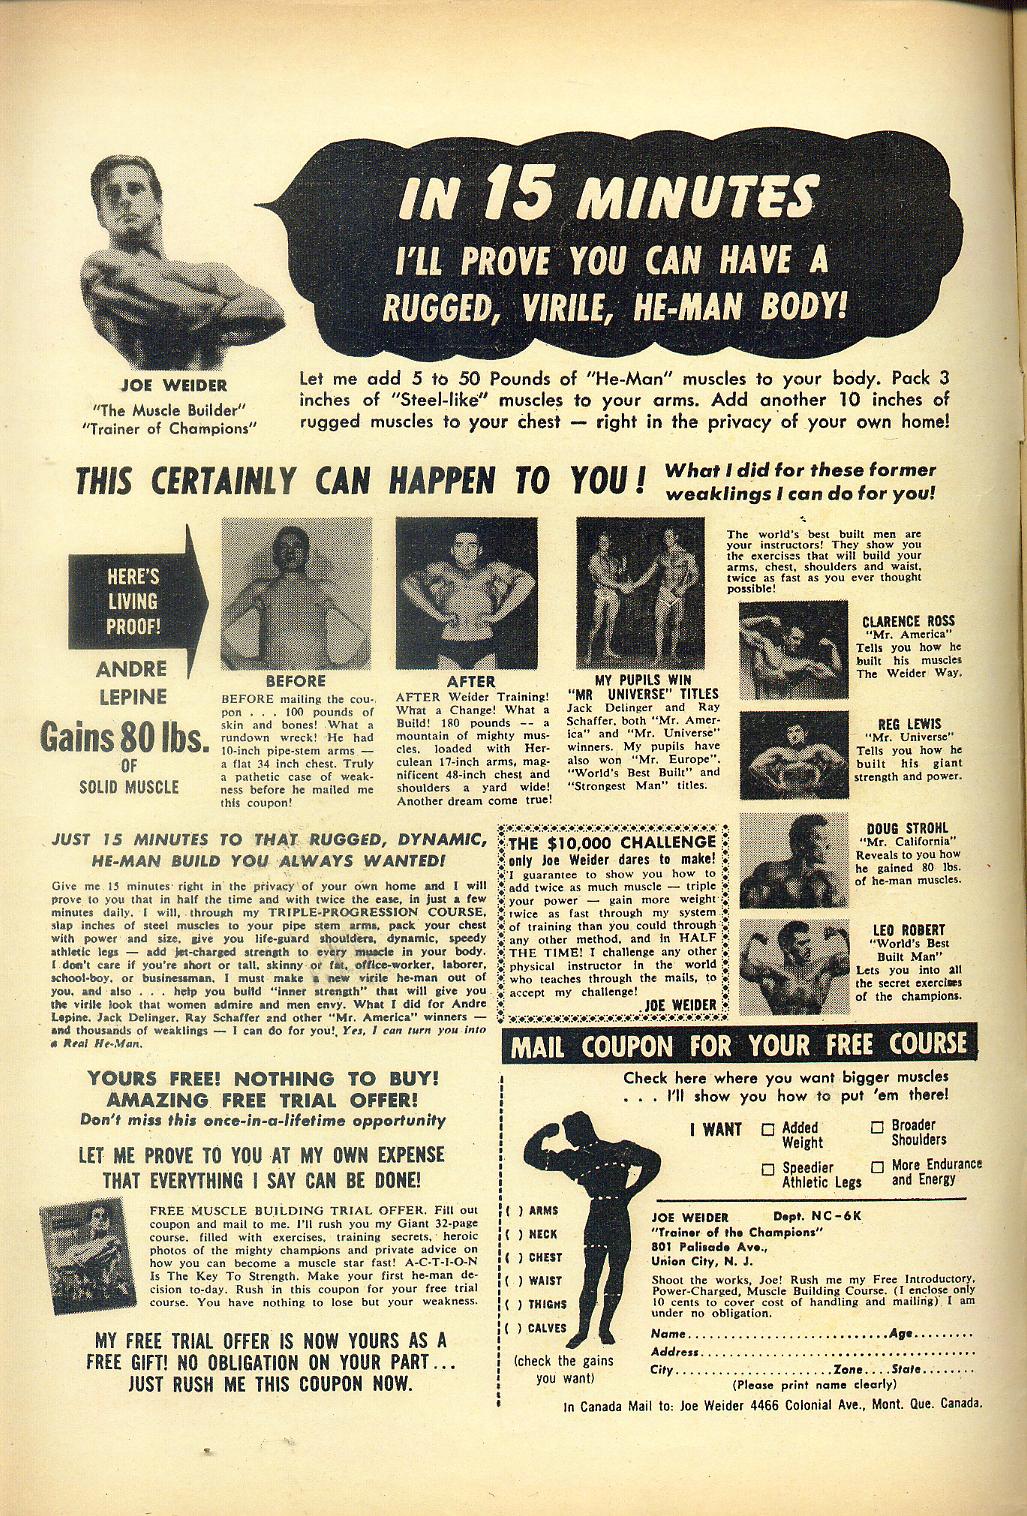 IN 15 MINUTES
I'LL PROVE YOU CAN HAVE A
RUGGED, VIRILE, HE-MAN BODY!
JOE WEIDER
"The Muscle Builder"
"Trainer of Champions"
Let me add 5 to 50 Pounds of "He-Man" muscles to your body. Pack 3
inches of "Steel-like" muscles to your arms. Add another 10 inches of
rugged muscles to your chest — right in the privacy of your own home!
THIS CERTAINLY CAN HAPPEN TO YOU!
What I did for these former
weaklings I can do for you!
HERE'S
LIVING
PROOF!
ANDRE
LEPINE
Gains 80 lbs.
OF
SOLID MUSCLE
BEFORE
BEFORE mailing the cou-
pon . . . 100 pounds of
skin and bones! What a
rundown wreck! He had
10-inch pipe-stem arms —
a flat 34 inch chest. Truly
a pathetic case of weak-
ness before he mailed me
this coupon!
AFTER
AFTER Weider Training!
What a Change! What a
Build! 180 pounds -- a
mountain of mighty mus-
cles, loaded with Her-
culean 17-inch arms, mag-
nificent 48-inch chest and
shoulders a yard wide!
Another dream come true!
MY PUPILS WIN
"MR UNIVERSE" TITLES
Jack Delinger and Ray
Schaffer, both "Mr. Amer-
ica" and "Mr. Universe"
winners. My pupils have
also won "Mr. Europe",
"World's Best Built" and
"Strongest Man" titles.
The world's best built men are
your instructors! They show you
the exercises that will build your
arms, chest, shoulders and waist,
twice as fast as you ever thought
possible!
CLARENCE ROSS
"Mr. America"
Tells you how he
built his muscles
The Weider Way.
REG LEWIS
"Mr. Universe"
Tells you how he
built his giant
strength and power.
DOUG STROHL
"Mr. California"
Reveals to you how
he gained 80 lbs.
of he-man muscles.
LEO ROBERT
"World's Best
Built Man"
Lets you into all
the secret exercises
of the champions.
JUST 15 MINUTES TO THAT RUGGED, DYNAMIC,
HE-MAN BUILD YOU ALWAYS WANTED!
Give me 15 minutes right in the privacy of your own home and I will
prove to you that in half the time and with twice the ease, in just a few
minutes daily. I will, through my TRIPLE-PROGRESSION COURSE,
slap inches of steel muscles to your pipe stem arms, pack your chest
with power and size, give you life-guard shoulders, dynamic, speedy
athletic legs — add jet-charged strength to every muscle in your body.
I don't care if you're short or tall, skinny or fat, office-worker, laborer,
school-boy, or businessman, I must make a new virile he-man out of
you, and also . . . help you build "inner strength" that will give you
the virile look that women admire and men envy. What I did for Andre
Lepine, Jack Delinger, Ray Schaffer and other "Mr. America" winners —
and thousands of weaklings — I can do for you! Yes, I can turn you into
a Real He-Man.
THE $10,000 CHALLENGE
only Joe Weider dares to make!
"I guarantee to show you how to
add twice as much muscle — triple
your power — gain more weight
twice as fast through my system
of training than you could through
any other method, and in HALF
THE TIME! I challenge any other
physical instructor in the world
who teaches through the mails, to
accept my challenge!
JOE WEIDER
YOURS FREE! NOTHING TO BUY!
AMAZING FREE TRIAL OFFER!
Don't miss this once-in-a-lifetime opportunity
LET ME PROVE TO YOU AT MY OWN EXPENSE
THAT EVERYTHING I SAY CAN BE DONE!
FREE MUSCLE BUILDING TRIAL OFFER. Fill out
coupon and mail to me. I'll rush you my Giant 32-page
course, filled with exercises, training secrets, heroic
photos of the mighty champions and private advice on
how you can become a muscle star fast! A-C-T-I-O-N
Is The Key To Strength. Make your first he-man de-
cision to-day. Rush in this coupon for your free trial
course. You have nothing to lose but your weakness.
MY FREE TRIAL OFFER IS NOW YOURS AS A
FREE GIFT! NO OBLIGATION ON YOUR PART...
JUST RUSH ME THIS COUPON NOW.
MAIL COUPON FOR YOUR FREE COURSE
Check here where you want bigger muscles
. . . I'll show you how to put 'em there!
I WANT
Added
Weight
Broader
Shoulders
Speedier
Athletic Legs
More Endurance
and Energy
( ) ARMS
( ) NECK
( ) CHEST
( ) WAIST
( ) THIGHS
( ) CALVES
(check the gains
you want)
JOE WEIDER Dept. NC-6K
"Trainer of the Champions"
801 Palisade Ave.,
Union City, N. J.
Shoot the works, Joe! Rush me my Free Introductory,
Power-Charged, Muscle Building Course. (I enclose only
10 cents to cover cost of handling and mailing) I am
under no obligation.
Name............................Age.........
Address.......................................
City......................Zone....State........
(Please print name clearly)
In Canada Mail to: Joe Weider 4466 Colonial Ave., Mont. Que. Canada.